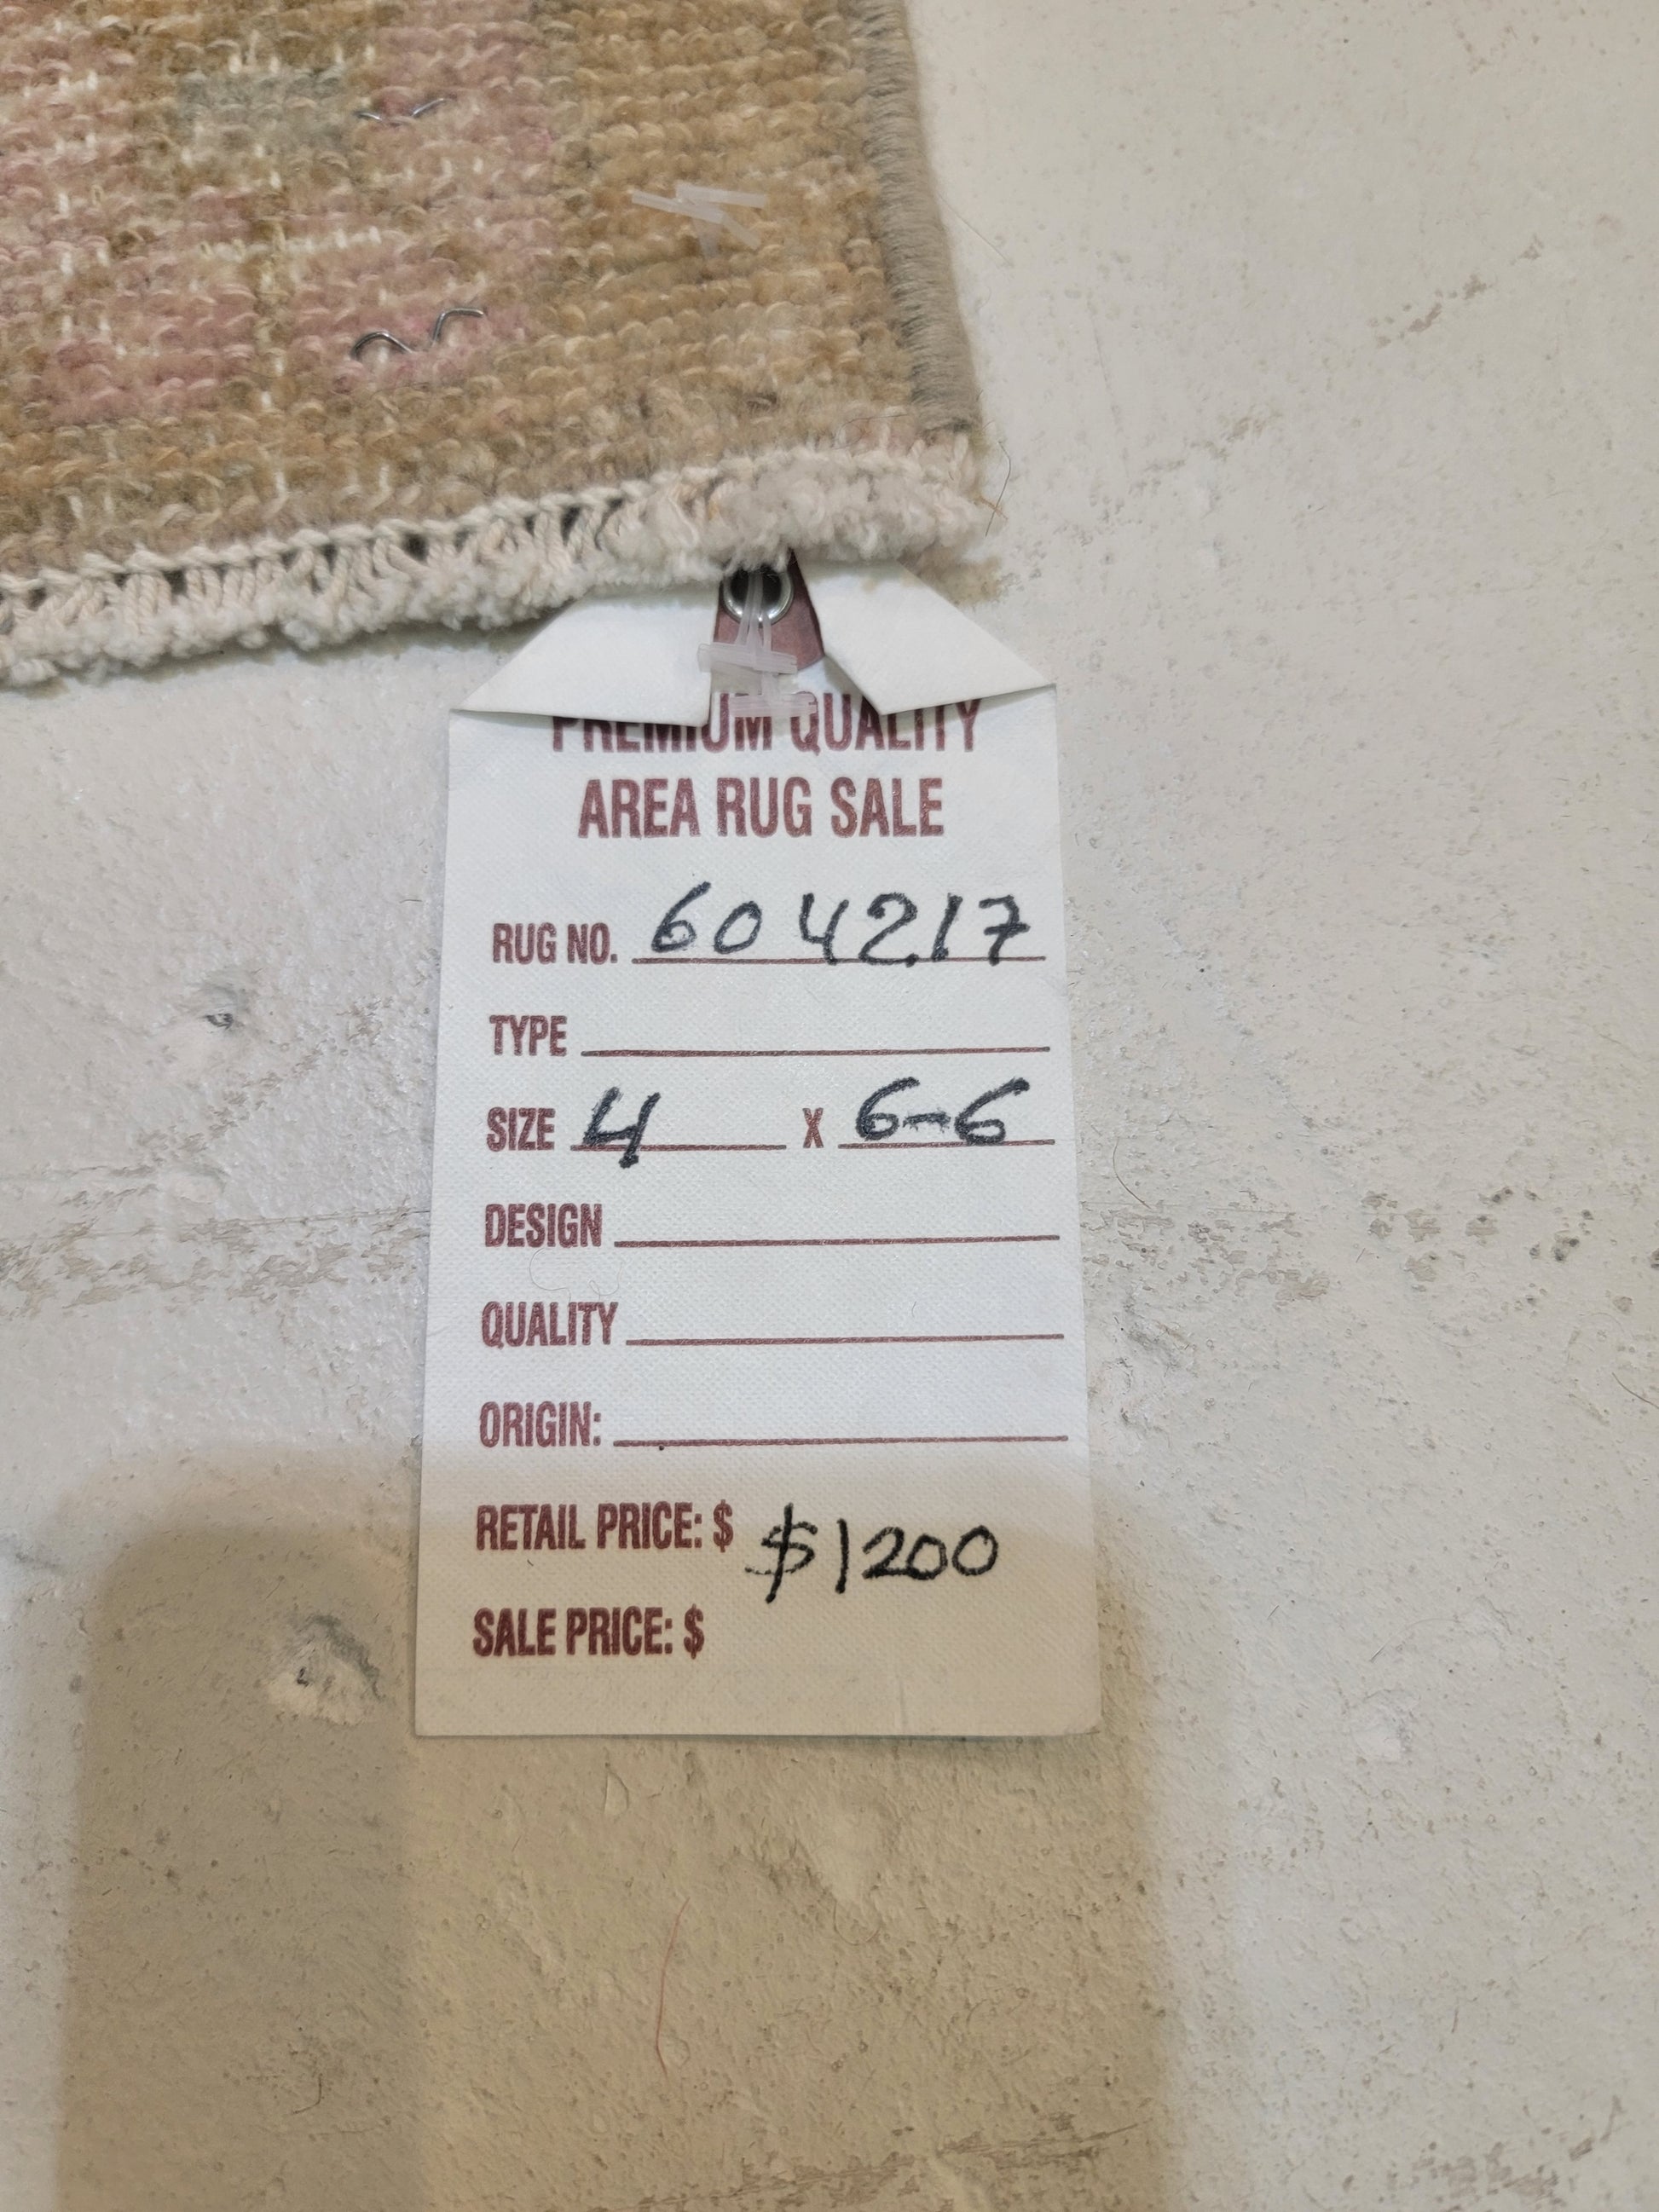 PREMIUM QUALITY
AREA RUG SALE
RUG NO. 604217
TYPE
SIZE 4 X 6-6
DESIGN
QUALITY
ORIGIN:
RETAIL PRICE: $ $1200
SALE PRICE: $